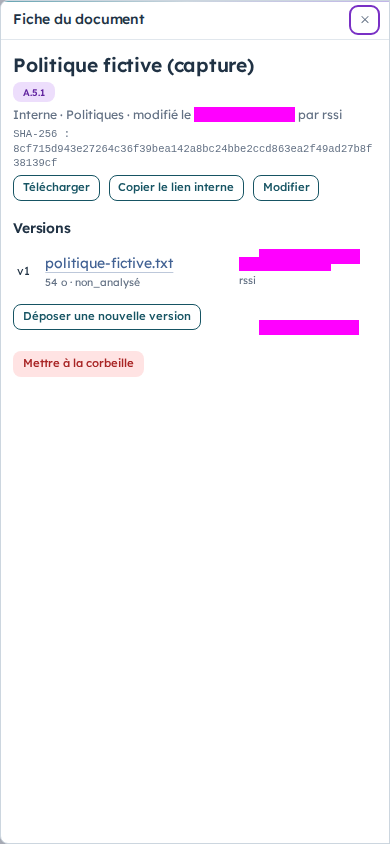 Fiche du document
×
Politique fictive (capture)
A.5.1
Interne · Politiques · modifié le par rssi
SHA-256 :
8cf715d943e27264c36f39bea142a8bc24bbe2ccd863ea2f49ad27b8f
38139cf
Télécharger Copier le lien interne Modifier
Versions
v1 politique-fictive.txt
54 o · non_analysé rssi
Déposer une nouvelle version
Mettre à la corbeille